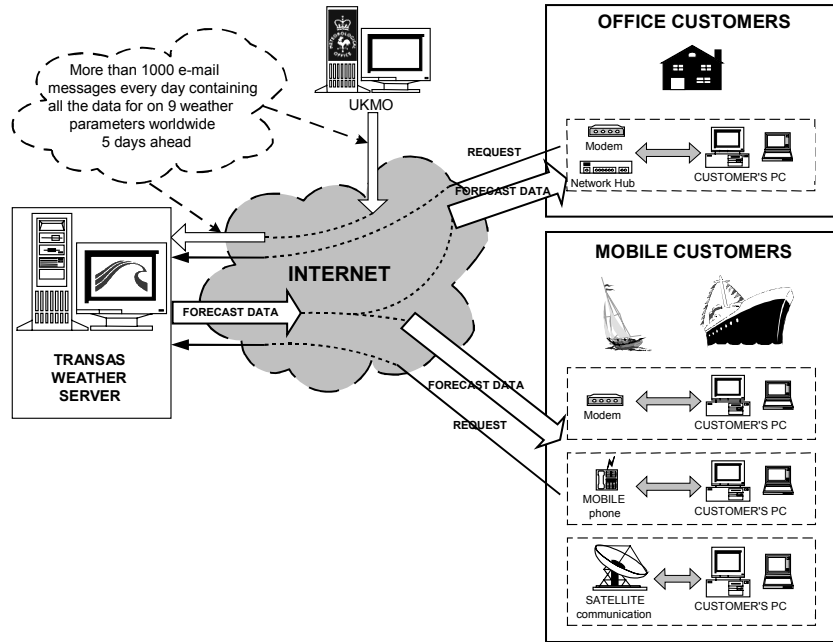 More than 1000 e-mail
messages every day containing
all the data for on 9 weather
parameters worldwide
5 days ahead
METEOROLOGICAL
OFFICE
UKMO
OFFICE CUSTOMERS
Modem
Network Hub
CUSTOMER'S PC
REQUEST
FORECAST DATA
INTERNET
FORECAST DATA
TRANSAS
WEATHER
SERVER
MOBILE CUSTOMERS
FORECAST DATA
REQUEST
Modem
CUSTOMER'S PC
MOBILE
phone
CUSTOMER'S PC
SATELLITE
communication
CUSTOMER'S PC